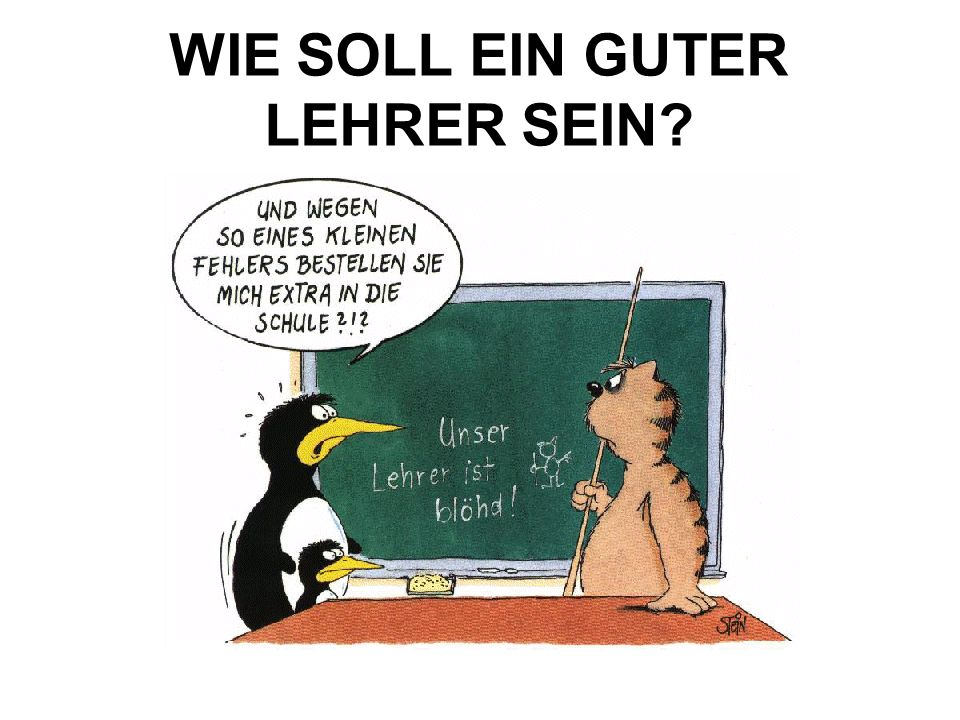 WIE SOLL EIN GUTER
LEHRER SEIN?
UND WEGEN
SO EINES KLEINEN
FEHLERS BESTELLEN SIE
MICH EXTRA IN DIE
SCHULE?!?
Unser
Lehrer ist
blöhd!
STEIN